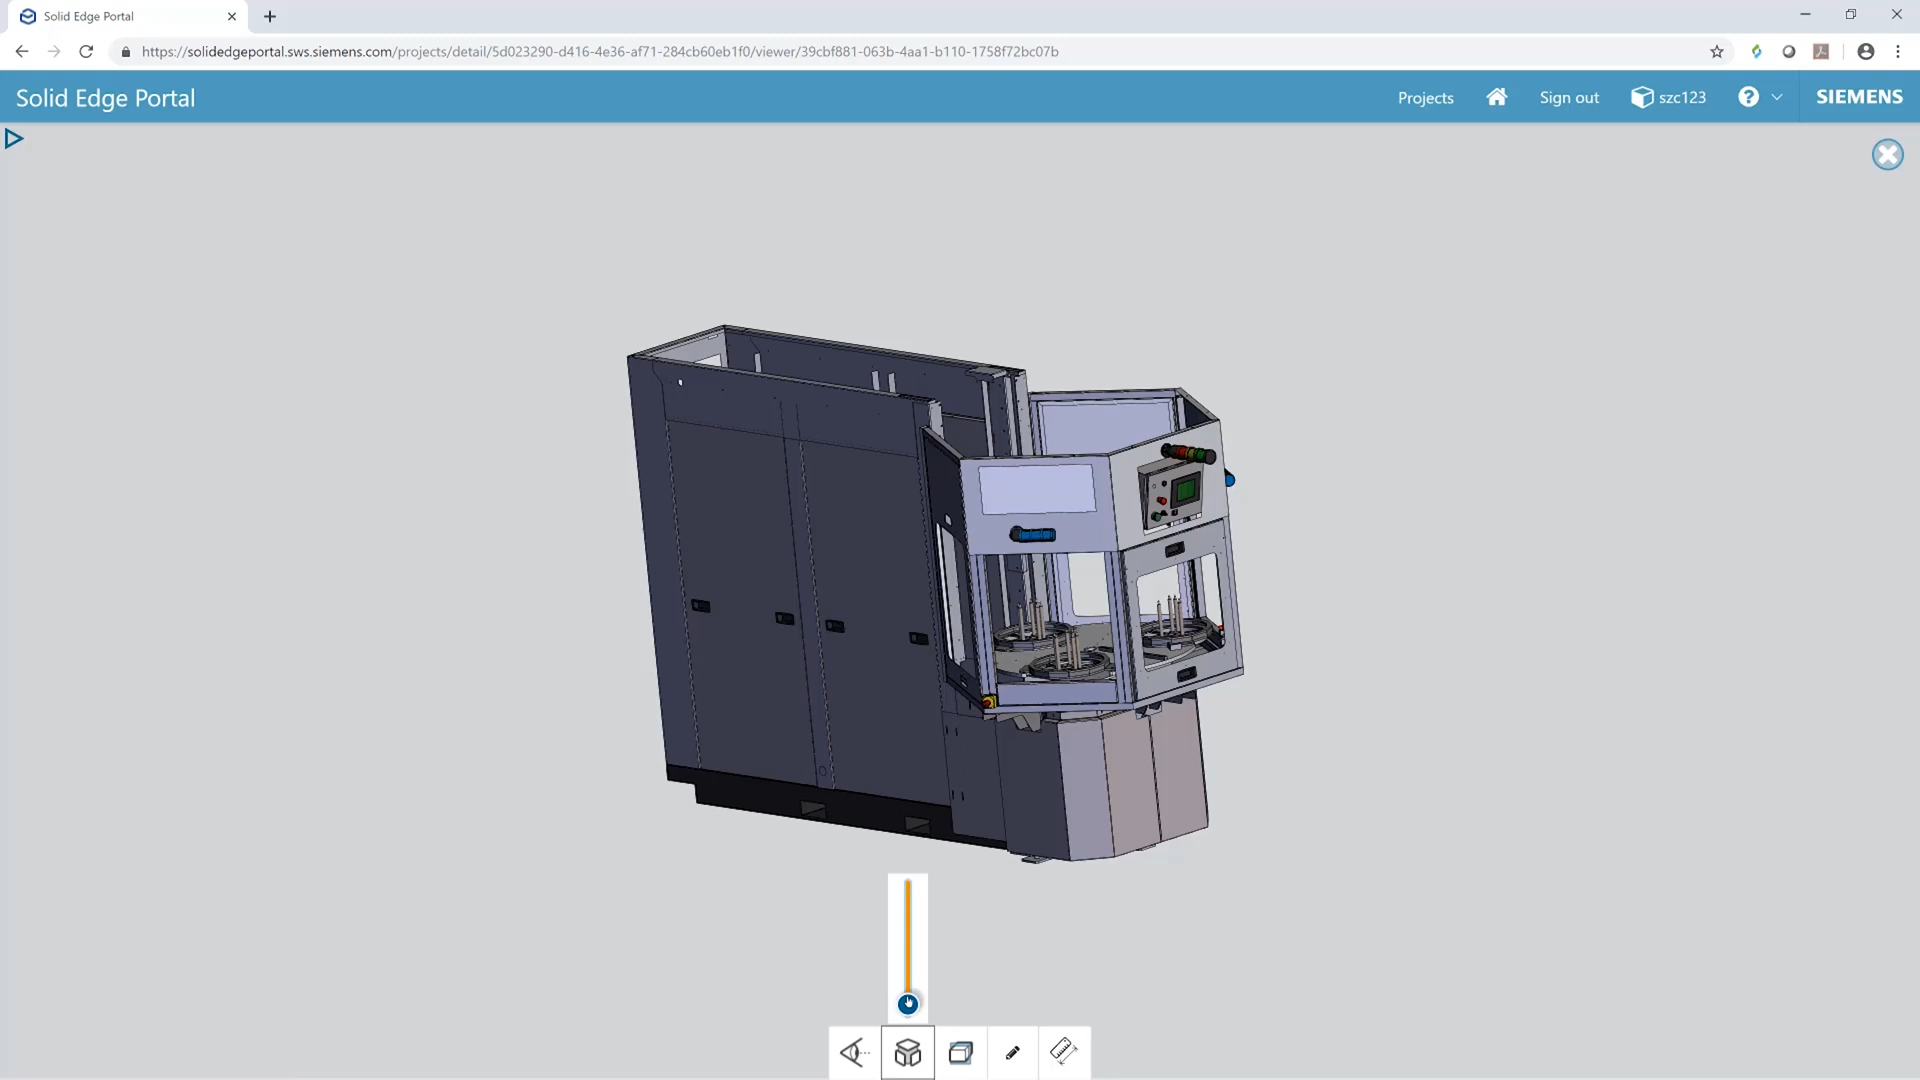 Solid Edge Portal
https://solidedgeportal.sws.siemens.com/projects/detail/5d023290-d416-4e36-af71-284cb60eb1f0/viewer/39cbf881-063b-4aa1-b110-1758f72bc07b
Solid Edge Portal
Projects
Sign out
szc123
?
SIEMENS